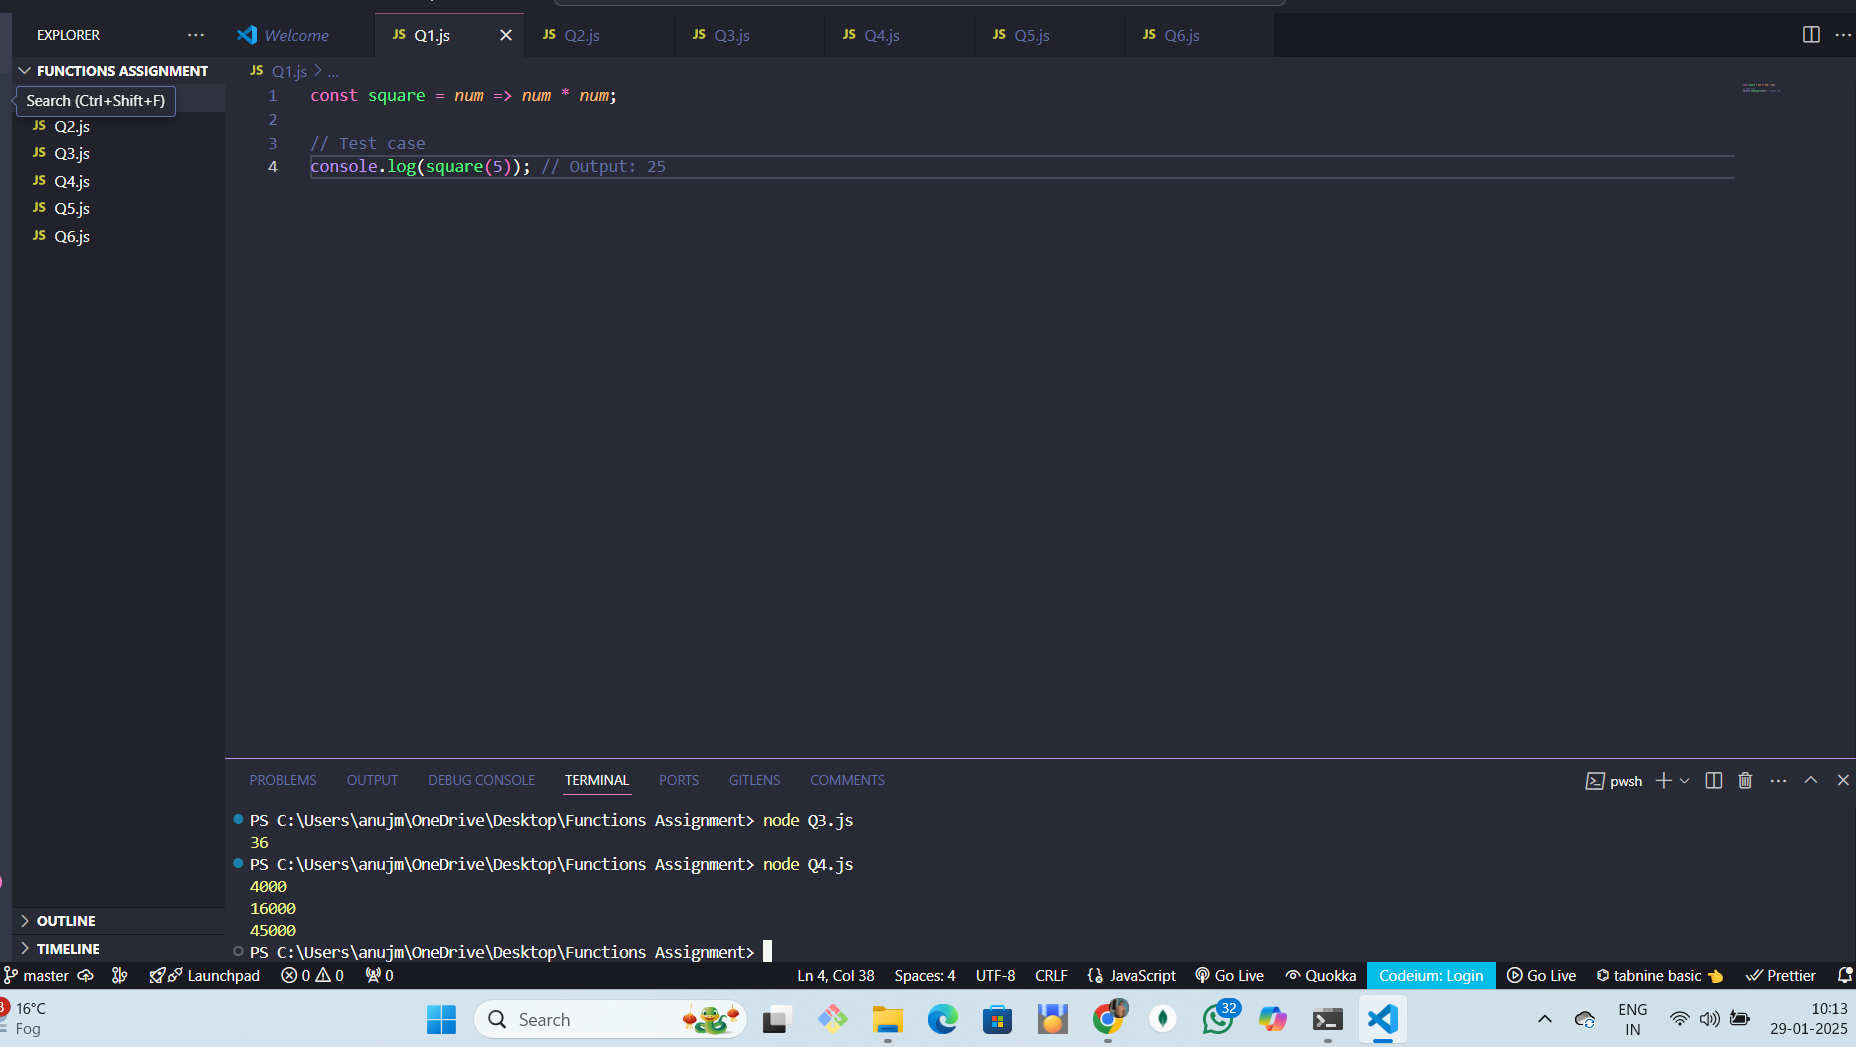 EXPLORER
Welcome
JS Q1.js
JS Q2.js
JS Q3.js
JS Q4.js
JS Q5.js
JS Q6.js
FUNCTIONS ASSIGNMENT
Search (Ctrl+Shift+F)
JS Q2.js
JS Q3.js
JS Q4.js
JS Q5.js
JS Q6.js
OUTLINE
TIMELINE
JS Q1.js > ...
1 const square = num => num * num;
2
3 // Test case
4 console.log(square(5)); // Output: 25
PROBLEMS OUTPUT DEBUG CONSOLE TERMINAL PORTS GITLENS COMMENTS
pwsh
PS C:\Users\anujm\OneDrive\Desktop\Functions Assignment> node Q3.js
36
PS C:\Users\anujm\OneDrive\Desktop\Functions Assignment> node Q4.js
4000
16000
45000
PS C:\Users\anujm\OneDrive\Desktop\Functions Assignment>
master Launchpad 0 0 0 Ln 4, Col 38 Spaces: 4 UTF-8 CRLF JavaScript Go Live Quokka Codeium: Login Go Live tabnine basic Prettier
16°C
Fog
Search
32
ENG
IN
10:13
29-01-2025